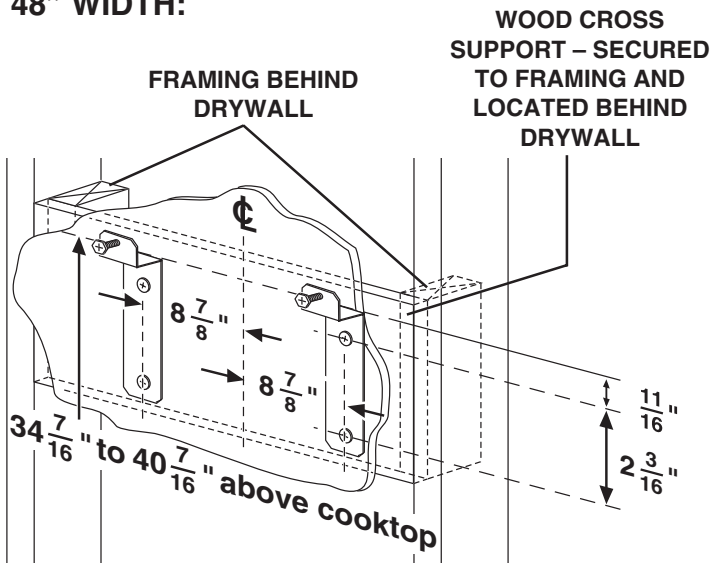 48" WIDTH:
WOOD CROSS
SUPPORT – SECURED
TO FRAMING AND
LOCATED BEHIND
DRYWALL
FRAMING BEHIND
DRYWALL
℄
8 7/8"
8 7/8"
11/16"
2 3/16"
34 7/16" to 40 7/16" above cooktop